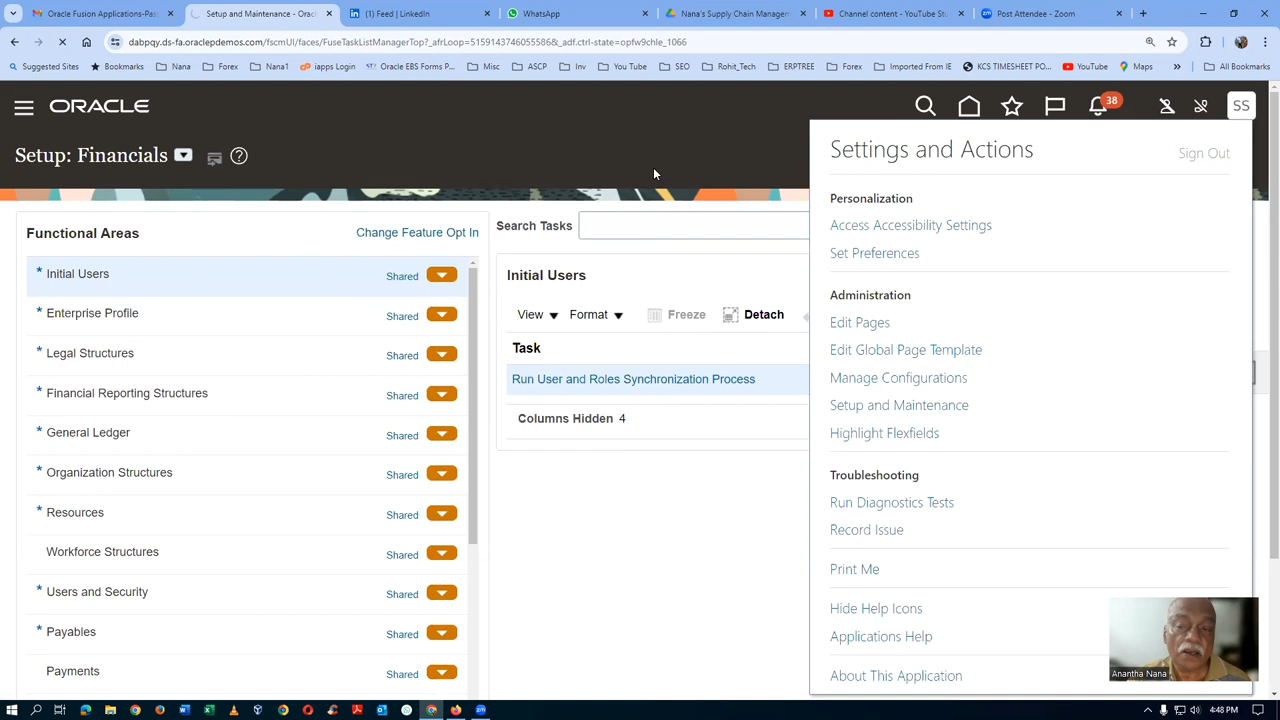 Oracle Fusion Applications-Pas
Setup and Maintenance - Oracle
(1) Feed | LinkedIn
WhatsApp
Nana's Supply Chain Managem
Channel content - YouTube Stu
Post Attendee - Zoom
dabpqy.ds-fa.oraclepdemos.com/fscmUI/faces/FuseTaskListManagerTop?_afrLoop=51591437460555586&_adf.ctrl-state=opfw9chle_1066
Suggested Sites
Bookmarks
Nana
Forex
Nana1
iapps Login
Oracle EBS Forms P...
Misc
ASCP
Inv
You Tube
SEO
Rohit_Tech
ERPTREE
Forex
Imported From IE
KCS TIMESHEET PO...
YouTube
Maps
»
All Bookmarks
ORACLE
38
SS
Setup: Financials
Settings and Actions
Sign Out
Personalization
Access Accessibility Settings
Set Preferences
Administration
Edit Pages
Edit Global Page Template
Manage Configurations
Setup and Maintenance
Highlight Flexfields
Troubleshooting
Run Diagnostics Tests
Record Issue
Print Me
Hide Help Icons
Applications Help
About This Application
Functional Areas
Change Feature Opt In
* Initial Users Shared
* Enterprise Profile Shared
* Legal Structures Shared
* Financial Reporting Structures Shared
* General Ledger Shared
* Organization Structures Shared
* Resources Shared
Workforce Structures Shared
* Users and Security Shared
* Payables Shared
Payments Shared
Search Tasks
Initial Users
View Format Freeze Detach
Task
Run User and Roles Synchronization Process
Columns Hidden 4
Anantha Nana
4:48 PM